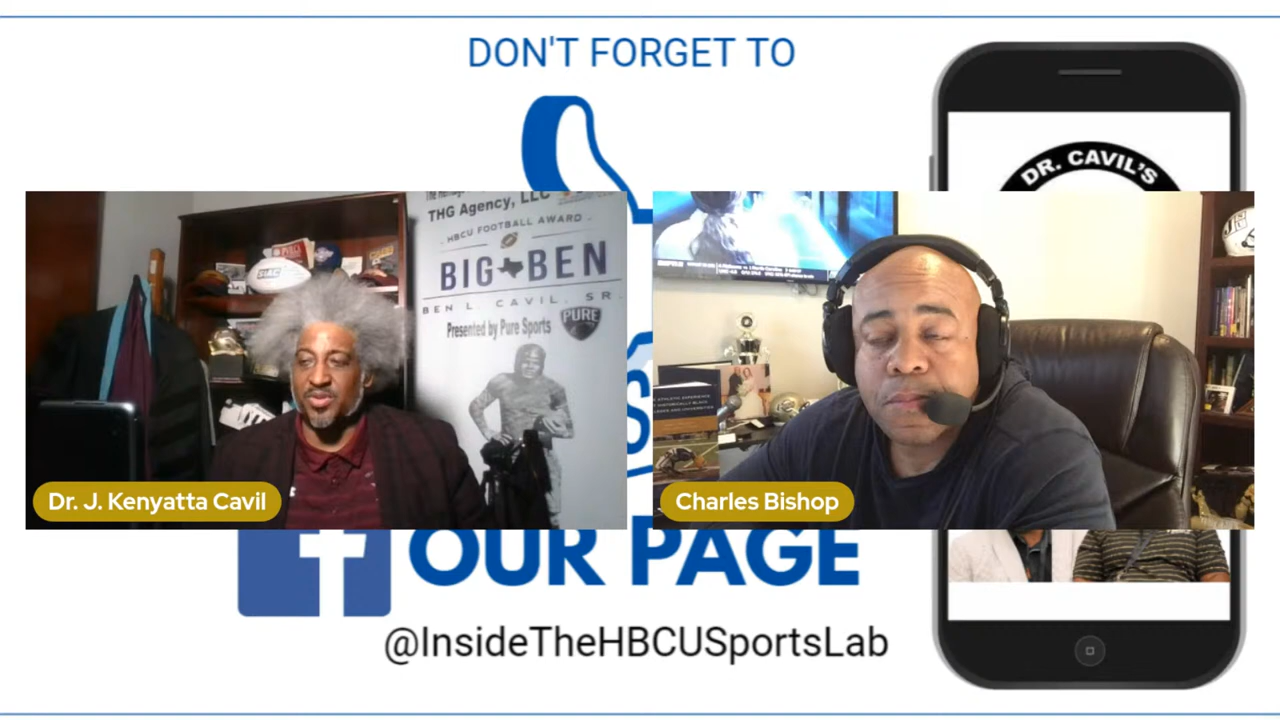 DON'T FORGET TO
DR. CAVIL'S
THG Agency, LLC
HBCU FOOTBALL AWARD
BIG BEN
BEN L. CAVIL, SR.
Presented by Pure Sports
PURE
Dr. J. Kenyatta Cavil
Charles Bishop
OUR PAGE
@InsideTheHBCUSportsLab